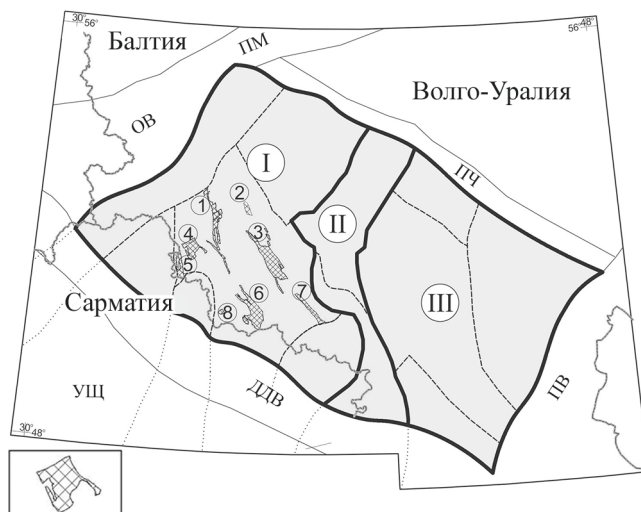 30° 56°
56° 48°
Балтия
ПМ
Волго-Уралия
ОВ
I
ПЧ
1
2
II
3
4
5
Сарматия
6
7
8
III
УЩ
ДДВ
ПВ
30° 48°